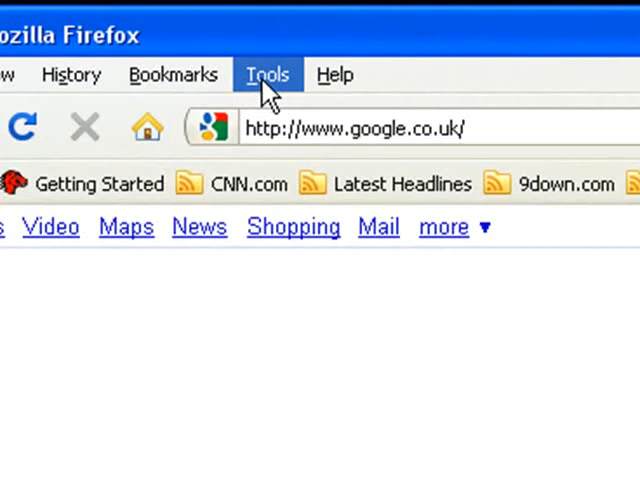 ozilla Firefox
w History Bookmarks Tools Help
http://www.google.co.uk/
Getting Started CNN.com Latest Headlines 9down.com
s Video Maps News Shopping Mail more ▼